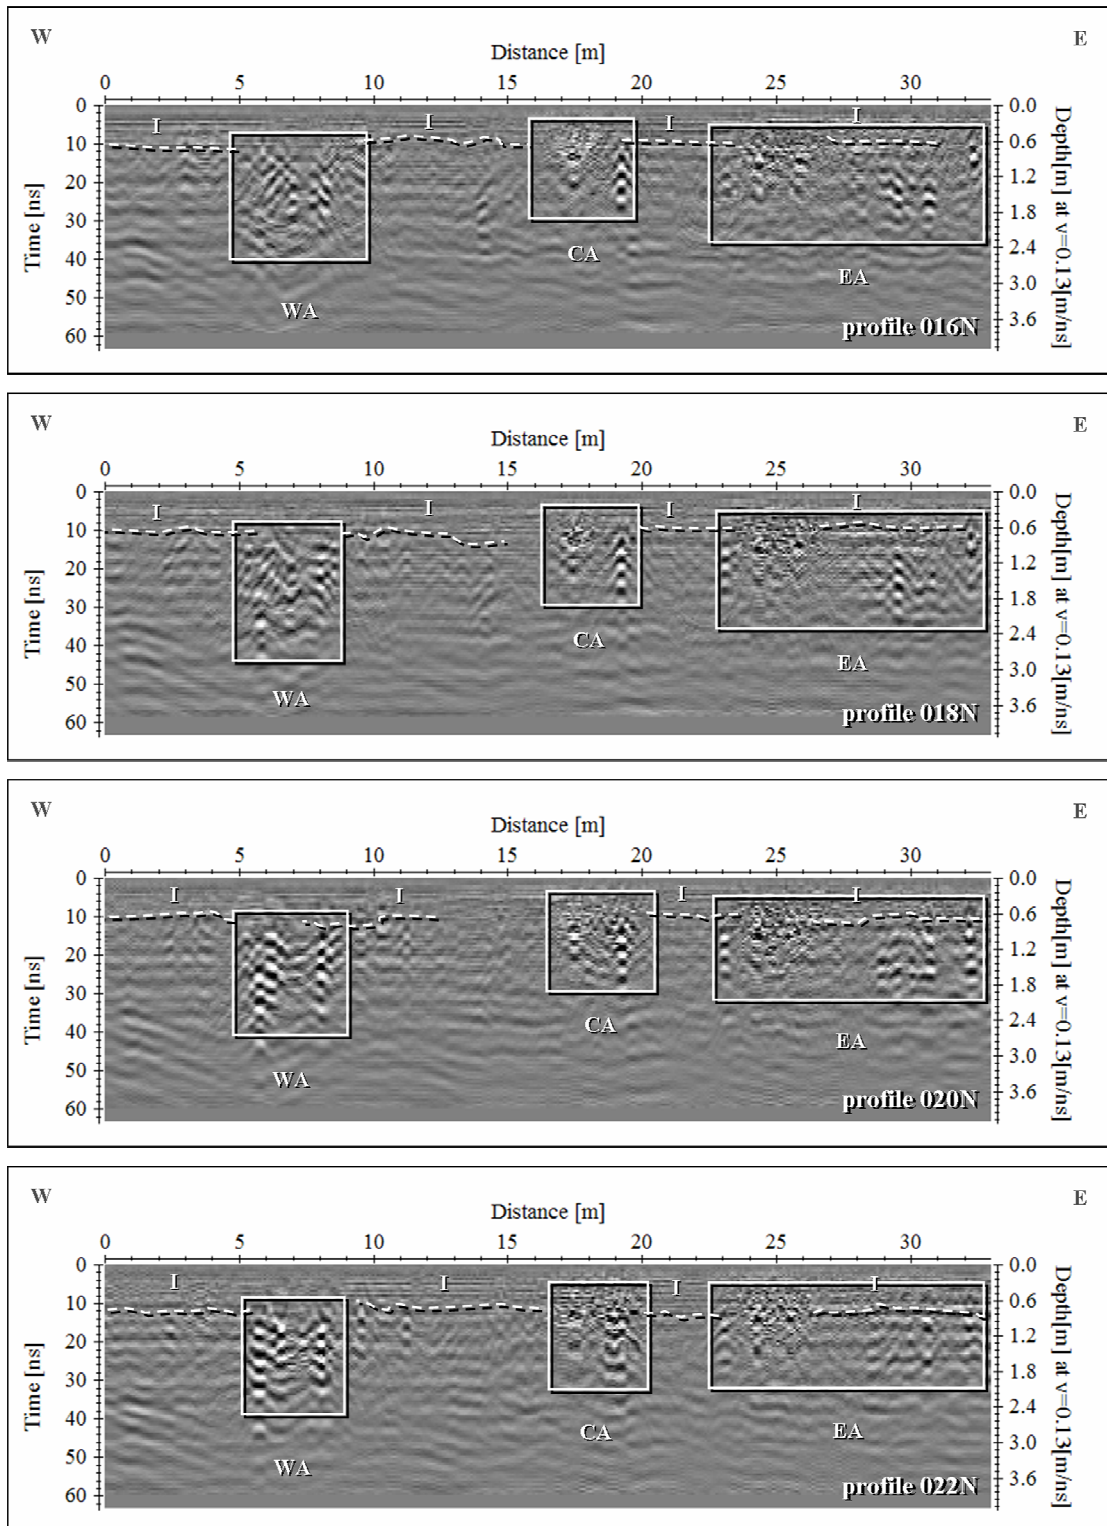 W E
Distance [m]
0 5 10 15 20 25 30
0 10 20 30 40 50 60
Time [ns]
0.0 0.6 1.2 1.8 2.4 3.0 3.6
Depth[m] at v=0.13[m/ns]
I I I I
WA CA EA
profile 016N
W E
Distance [m]
0 5 10 15 20 25 30
0 10 20 30 40 50 60
Time [ns]
0.0 0.6 1.2 1.8 2.4 3.0 3.6
Depth[m] at v=0.13[m/ns]
I I I I
WA CA EA
profile 018N
W E
Distance [m]
0 5 10 15 20 25 30
0 10 20 30 40 50 60
Time [ns]
0.0 0.6 1.2 1.8 2.4 3.0 3.6
Depth[m] at v=0.13[m/ns]
I I I I
WA CA EA
profile 020N
W E
Distance [m]
0 5 10 15 20 25 30
0 10 20 30 40 50 60
Time [ns]
0.0 0.6 1.2 1.8 2.4 3.0 3.6
Depth[m] at v=0.13[m/ns]
I I I I
WA CA EA
profile 022N